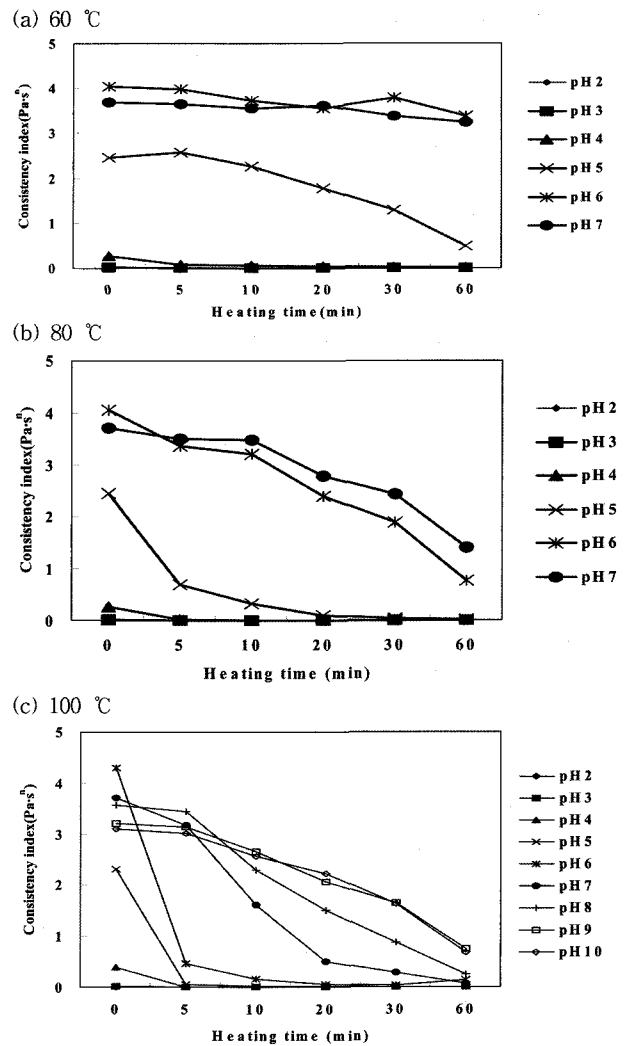 (a) 60 ℃
5
4
3
2
1
0
Consistency index(Pa·sⁿ)
0 5 10 20 30 60
Heating time(min)
pH 2
pH 3
pH 4
pH 5
pH 6
pH 7
(b) 80 ℃
5
4
3
2
1
0
Consistency index(Pa·sⁿ)
0 5 10 20 30 60
Heating time (min)
pH 2
pH 3
pH 4
pH 5
pH 6
pH 7
(c) 100 ℃
5
4
3
2
1
0
Consistency index(Pa·sⁿ)
0 5 10 20 30 60
Heating time (min)
pH 2
pH 3
pH 4
pH 5
pH 6
pH 7
pH 8
pH 9
pH 10